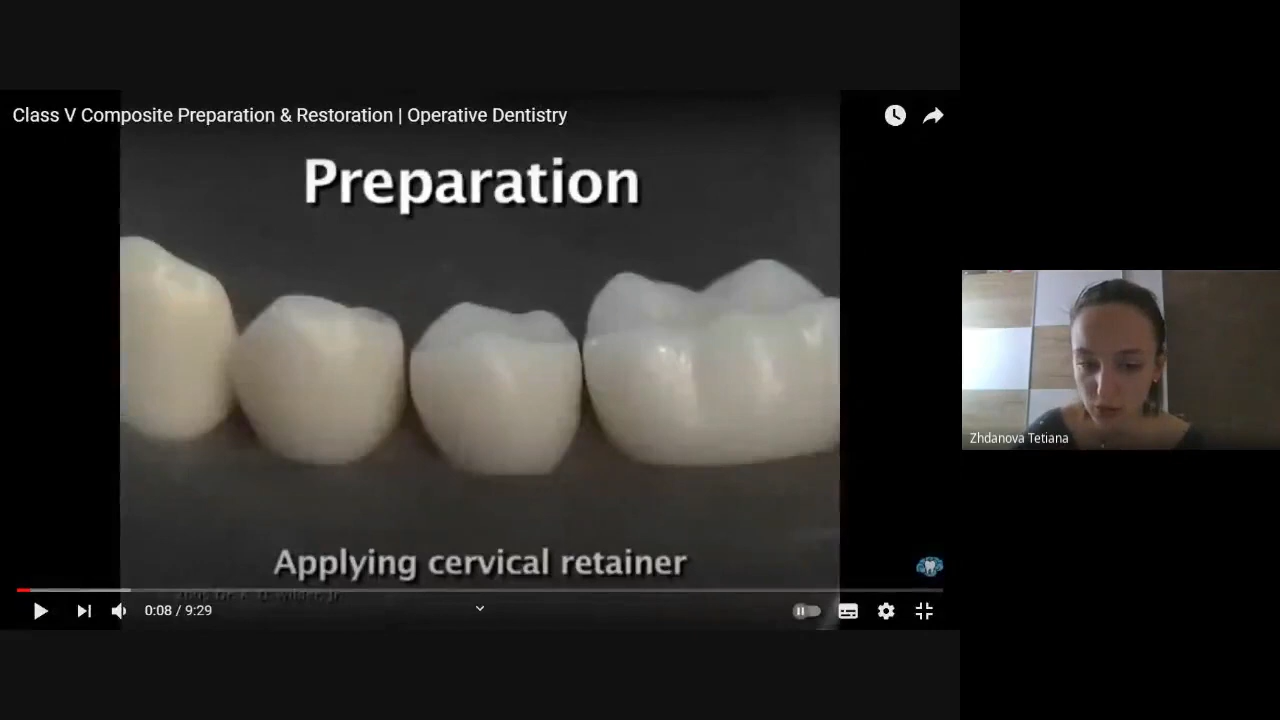 Class V Composite Preparation & Restoration | Operative Dentistry
Preparation
Applying cervical retainer
0:08 / 9:29
Zhdanova Tetiana